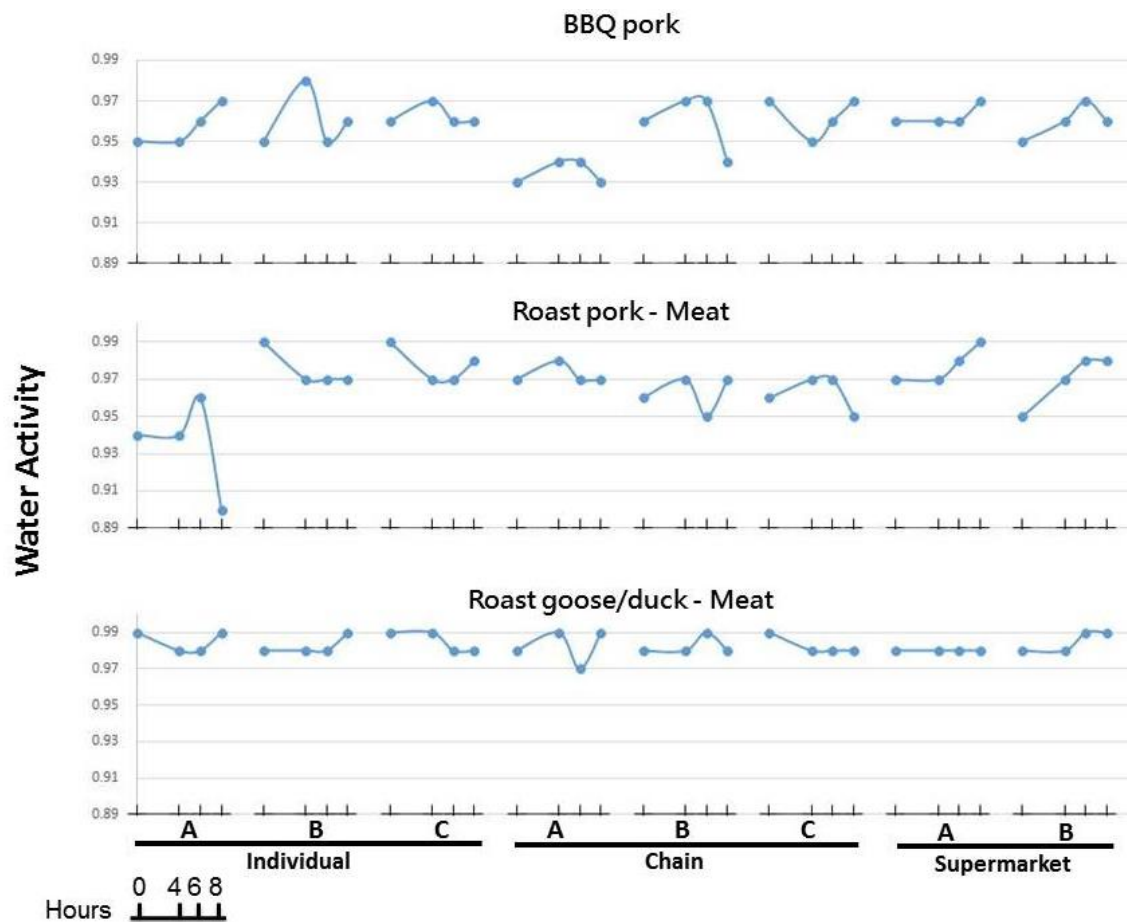 BBQ pork
0.99
0.97
0.95
0.93
0.91
0.89
Roast pork - Meat
0.99
0.97
0.95
0.93
0.91
0.89
Water Activity
Roast goose/duck - Meat
0.99
0.97
0.95
0.93
0.91
0.89
A B C A B C A B
Individual Chain Supermarket
0 4 6 8
Hours